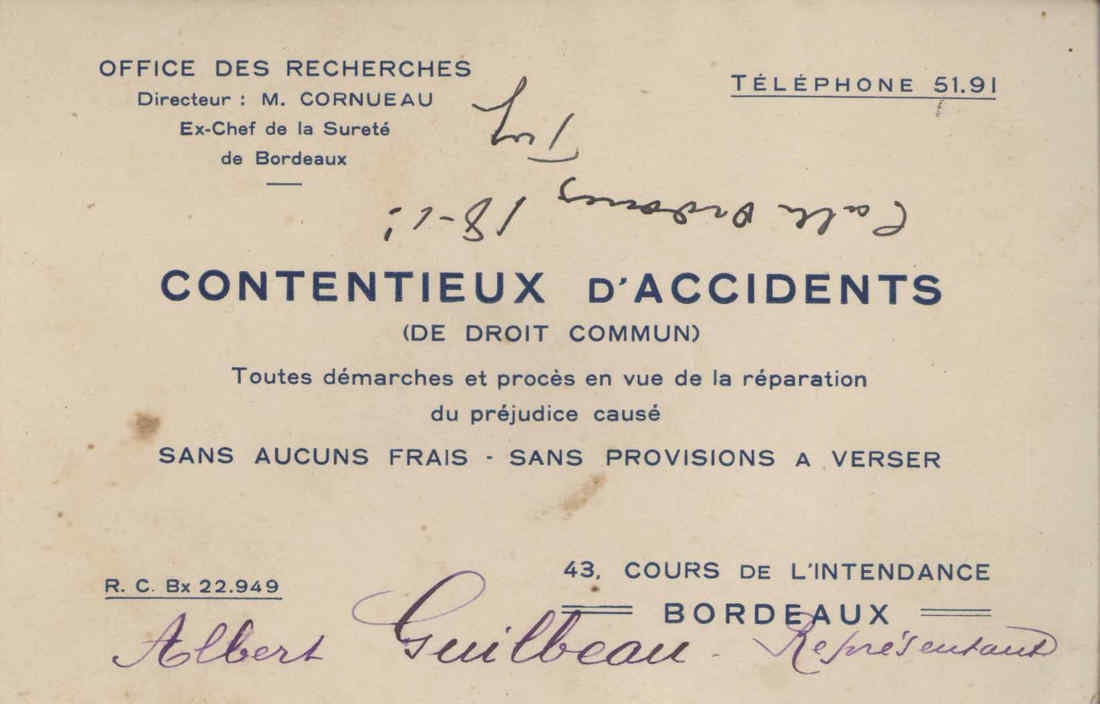 OFFICE DES RECHERCHES
Directeur : M. CORNUEAU
Ex-Chef de la Sureté
de Bordeaux
TÉLÉPHONE 51.91
CONTENTIEUX D'ACCIDENTS
(DE DROIT COMMUN)
Toutes démarches et procès en vue de la réparation
du préjudice causé
SANS AUCUNS FRAIS - SANS PROVISIONS A VERSER
R. C. Bx 22.949
43, COURS DE L'INTENDANCE
BORDEAUX
Albert Guilbeau. Représentant